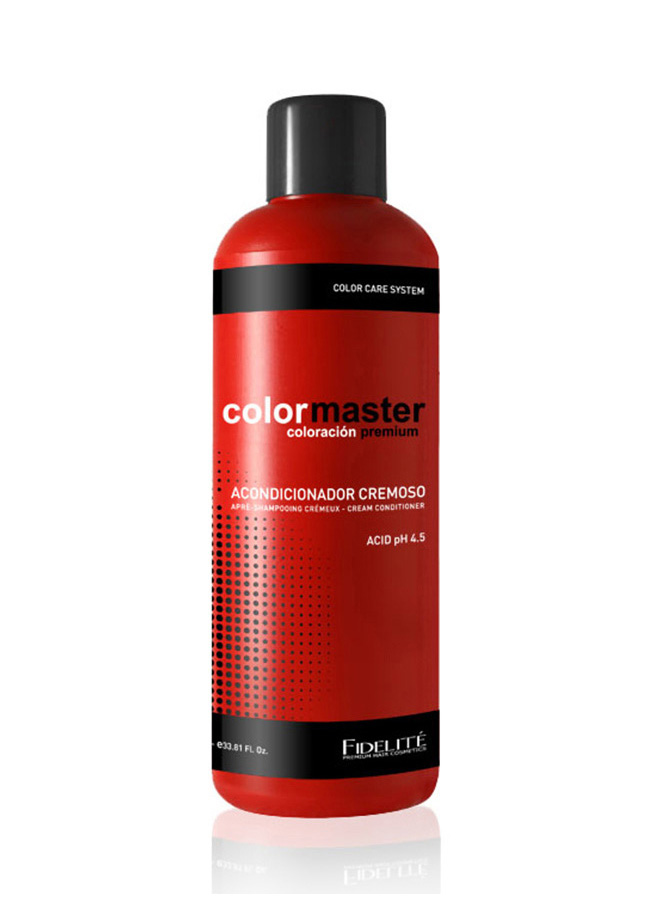 COLOR CARE SYSTEM
colormaster
coloración premium
ACONDICIONADOR CREMOSO
APRÈ-SHAMPOOING CRÉMEUX - CREAM CONDITIONER
ACID pH 4.5
- e33.81 Fl. Oz.
FIDELITÉ
PREMIUM HAIR COSMETICS